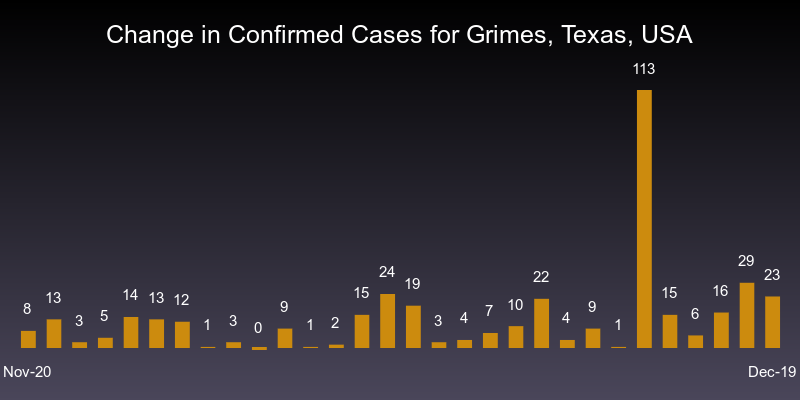 Change in Confirmed Cases for Grimes, Texas, USA
8 13 3 5 14 13 12 1 3 0 9 1 2 15 24 19 3 4 7 10 22 4 9 1 113 15 6 16 29 23
Nov-20 Dec-19